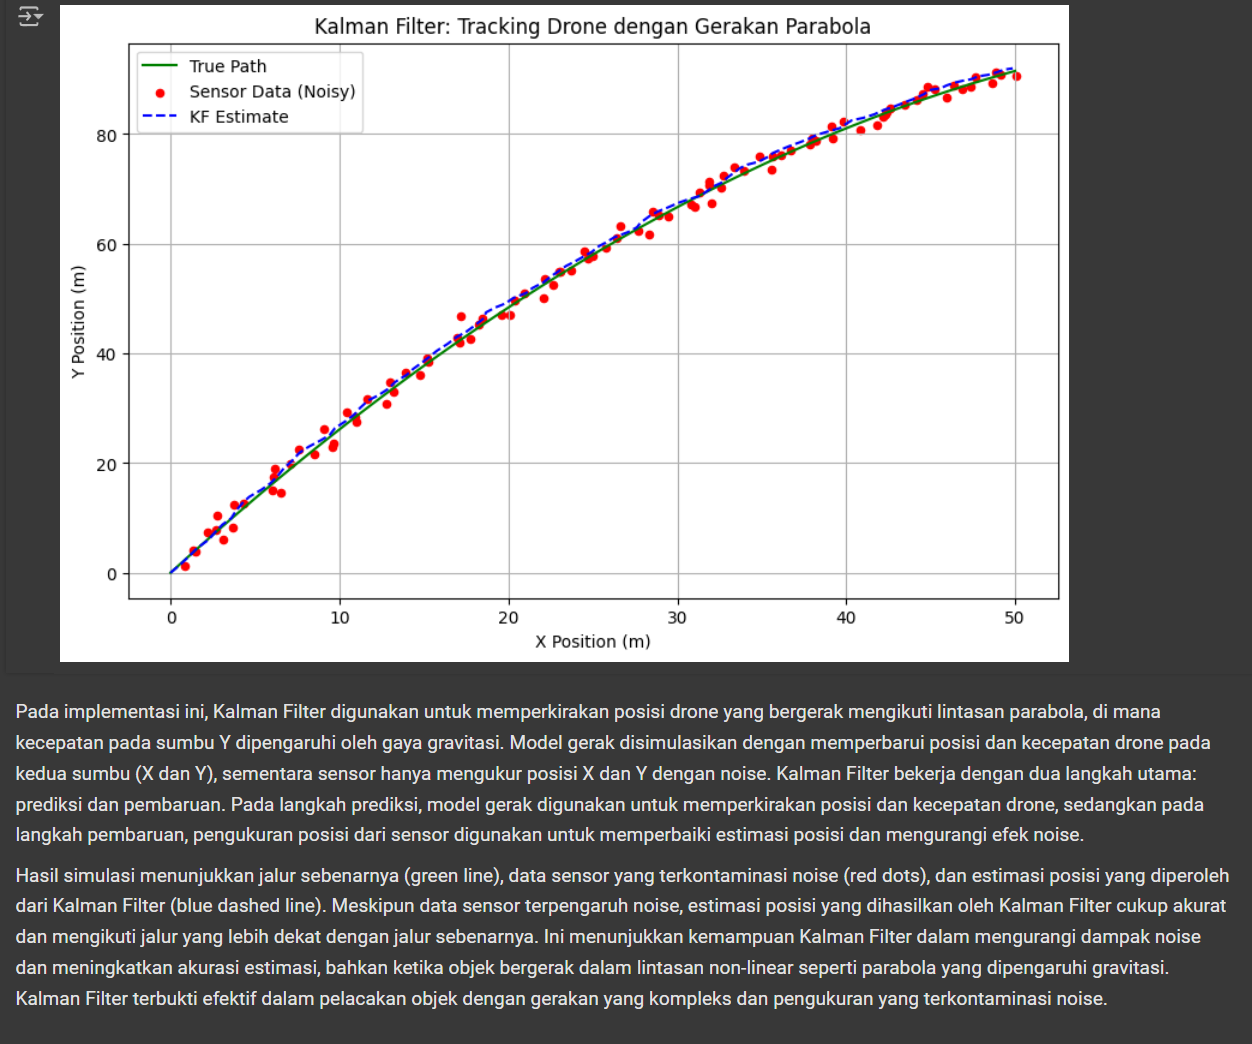 Kalman Filter: Tracking Drone dengan Gerakan Parabola
True Path
Sensor Data (Noisy)
KF Estimate
Y Position (m)
80
60
40
20
0
0 10 20 30 40 50
X Position (m)
Pada implementasi ini, Kalman Filter digunakan untuk memperkirakan posisi drone yang bergerak mengikuti lintasan parabola, di mana
kecepatan pada sumbu Y dipengaruhi oleh gaya gravitasi. Model gerak disimulasikan dengan memperbarui posisi dan kecepatan drone pada
kedua sumbu (X dan Y), sementara sensor hanya mengukur posisi X dan Y dengan noise. Kalman Filter bekerja dengan dua langkah utama:
prediksi dan pembaruan. Pada langkah prediksi, model gerak digunakan untuk memperkirakan posisi dan kecepatan drone, sedangkan pada
langkah pembaruan, pengukuran posisi dari sensor digunakan untuk memperbaiki estimasi posisi dan mengurangi efek noise.
Hasil simulasi menunjukkan jalur sebenarnya (green line), data sensor yang terkontaminasi noise (red dots), dan estimasi posisi yang diperoleh
dari Kalman Filter (blue dashed line). Meskipun data sensor terpengaruh noise, estimasi posisi yang dihasilkan oleh Kalman Filter cukup akurat
dan mengikuti jalur yang lebih dekat dengan jalur sebenarnya. Ini menunjukkan kemampuan Kalman Filter dalam mengurangi dampak noise
dan meningkatkan akurasi estimasi, bahkan ketika objek bergerak dalam lintasan non-linear seperti parabola yang dipengaruhi gravitasi.
Kalman Filter terbukti efektif dalam pelacakan objek dengan gerakan yang kompleks dan pengukuran yang terkontaminasi noise.